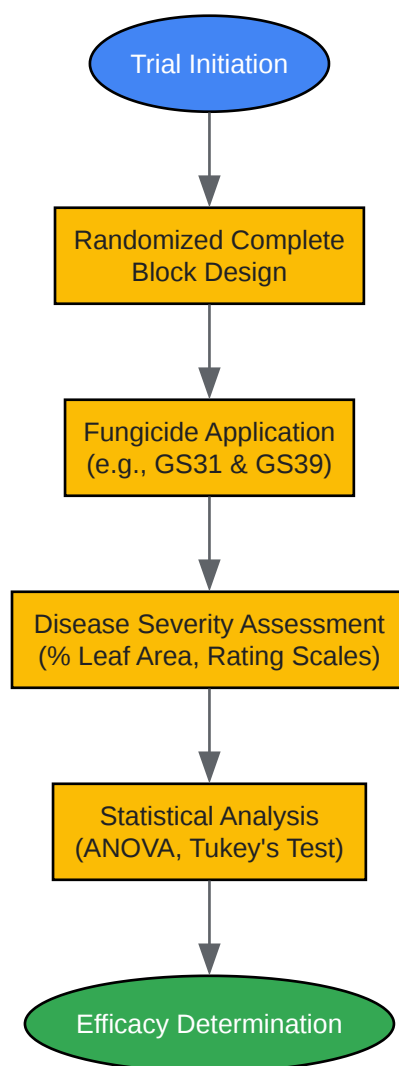 Trial Initiation
Randomized Complete
Block Design
Fungicide Application
(e.g., GS31 & GS39)
Disease Severity Assessment
(% Leaf Area, Rating Scales)
Statistical Analysis
(ANOVA, Tukey's Test)
Efficacy Determination